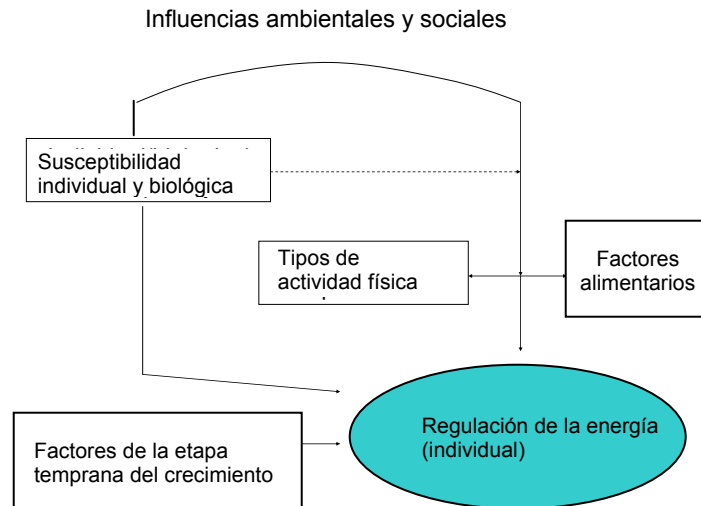 Influencias ambientales y sociales
Susceptibilidad
individual y biológica
Tipos de
actividad física
Factores
alimentarios
Regulación de la energía
(individual)
Factores de la etapa
temprana del crecimiento